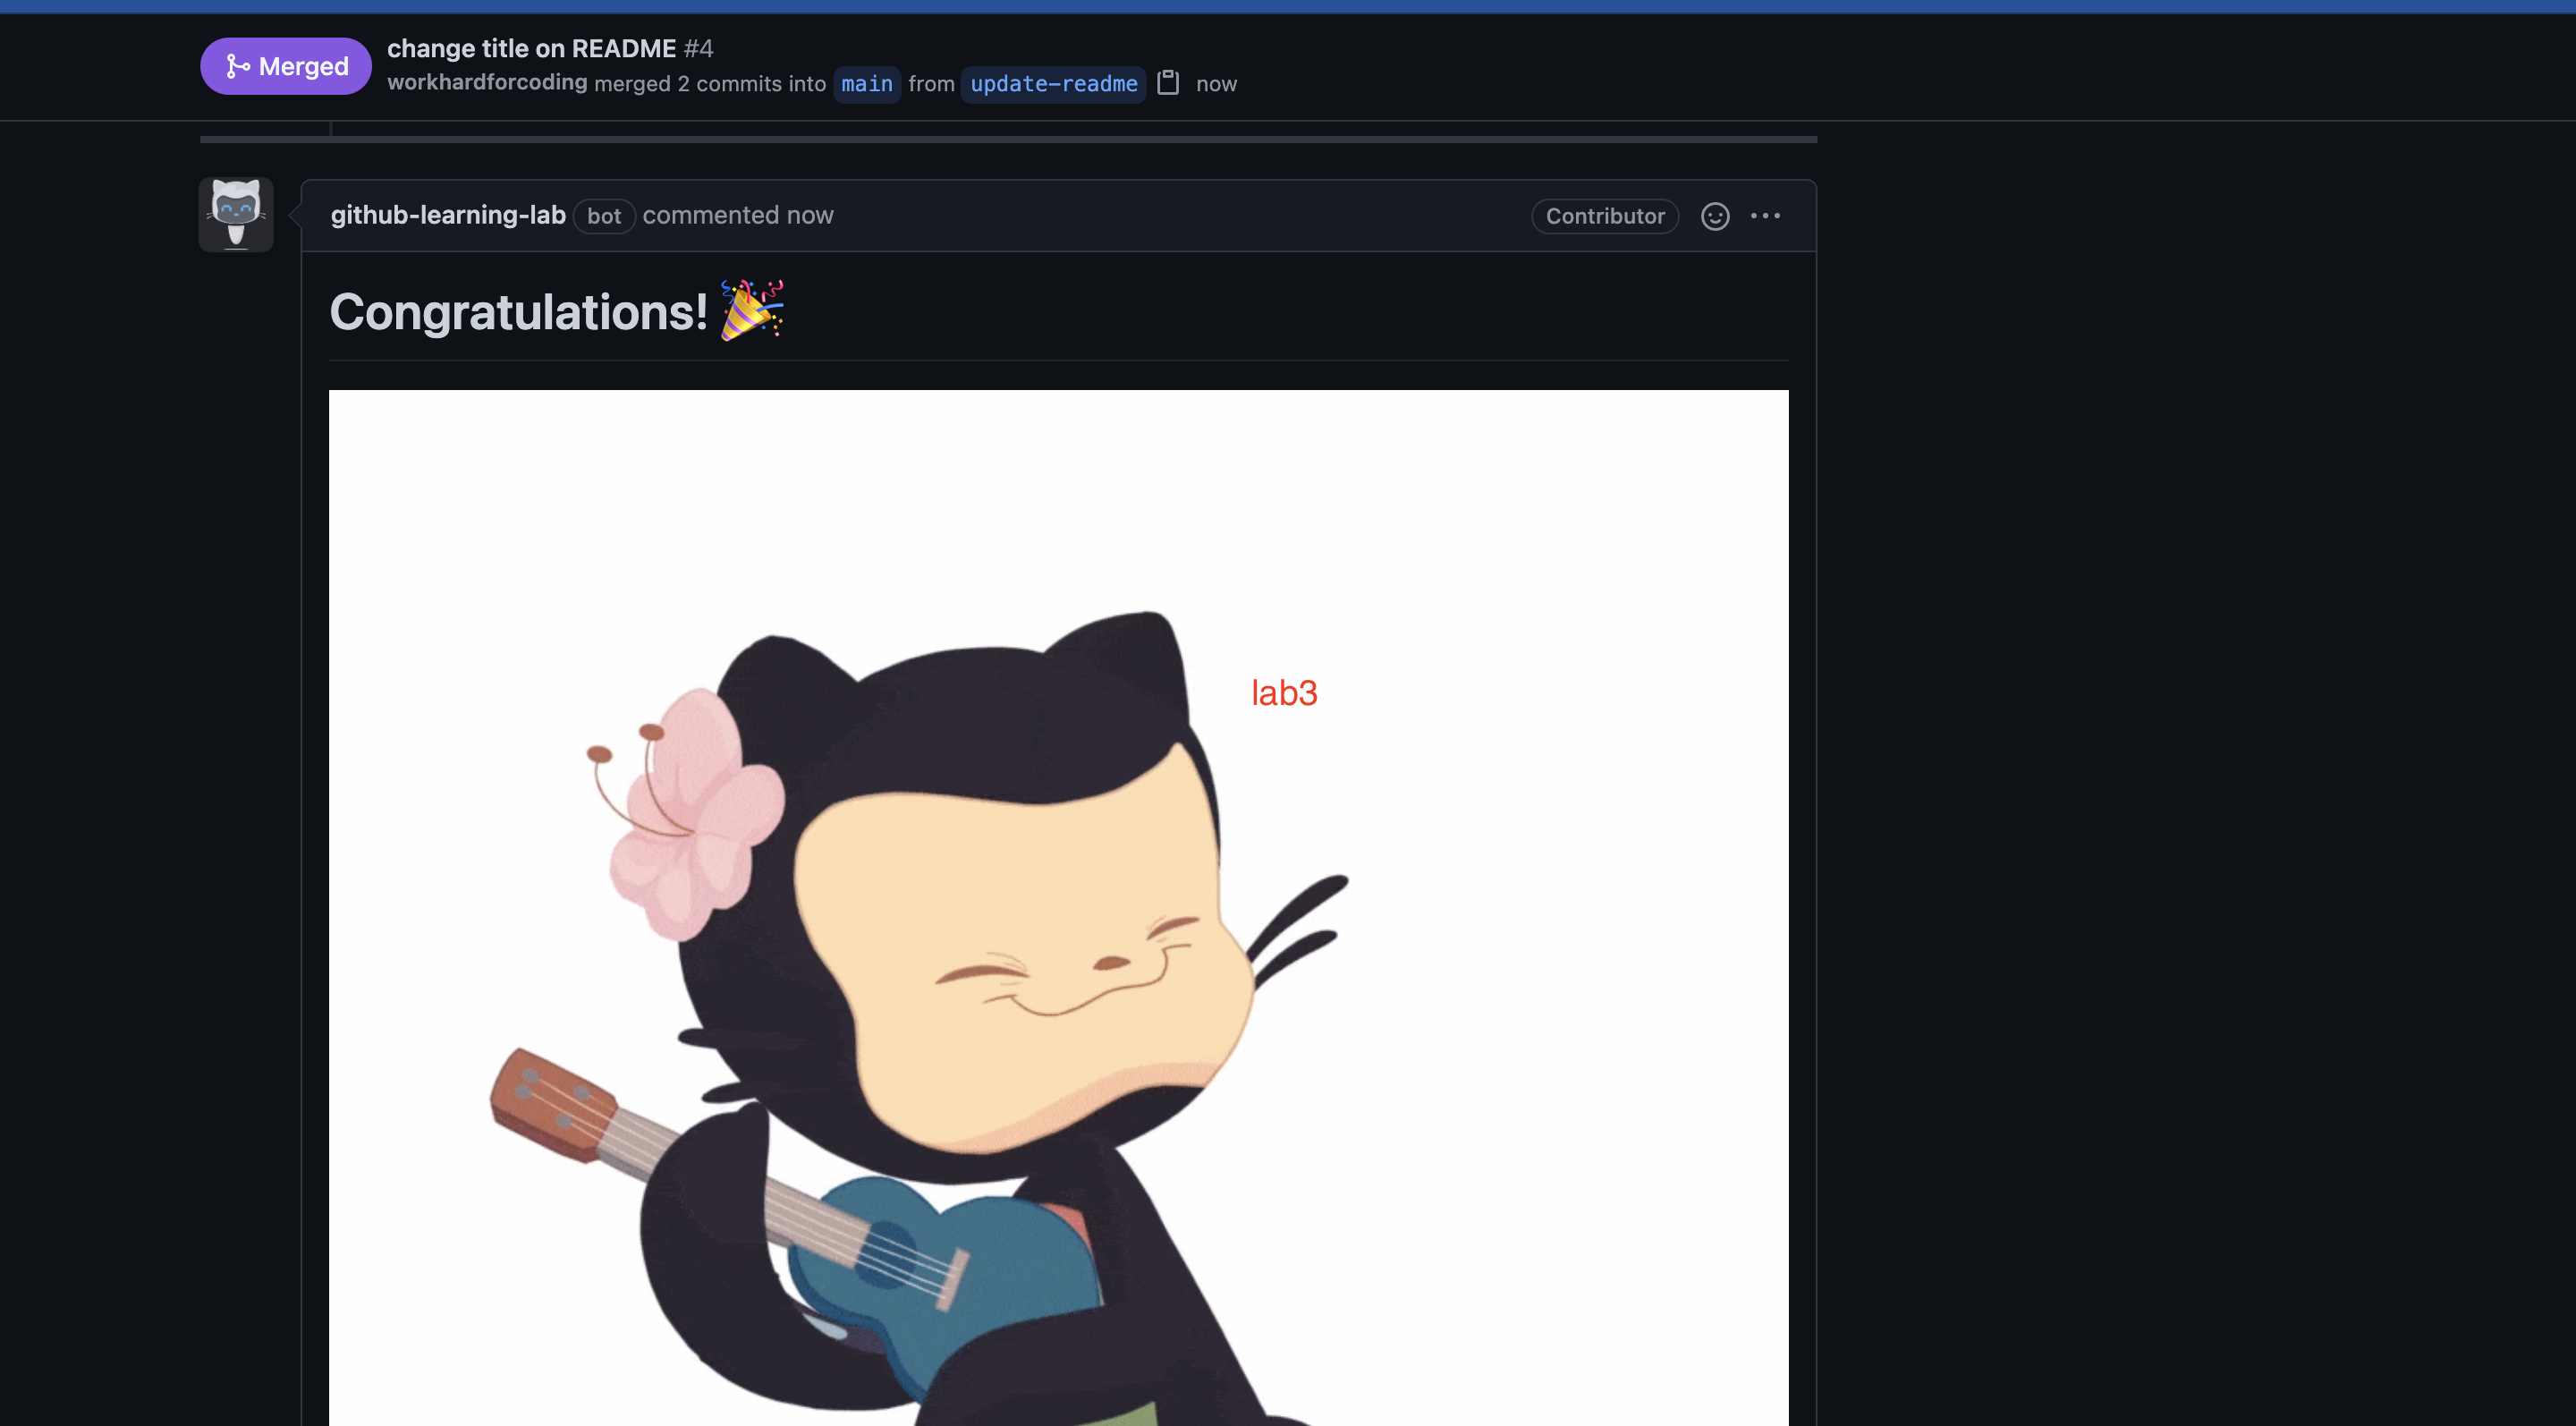 Merged
change title on README #4
workhardforcoding merged 2 commits into main from update-readme now
github-learning-lab bot commented now Contributor
Congratulations! 🎉
lab3